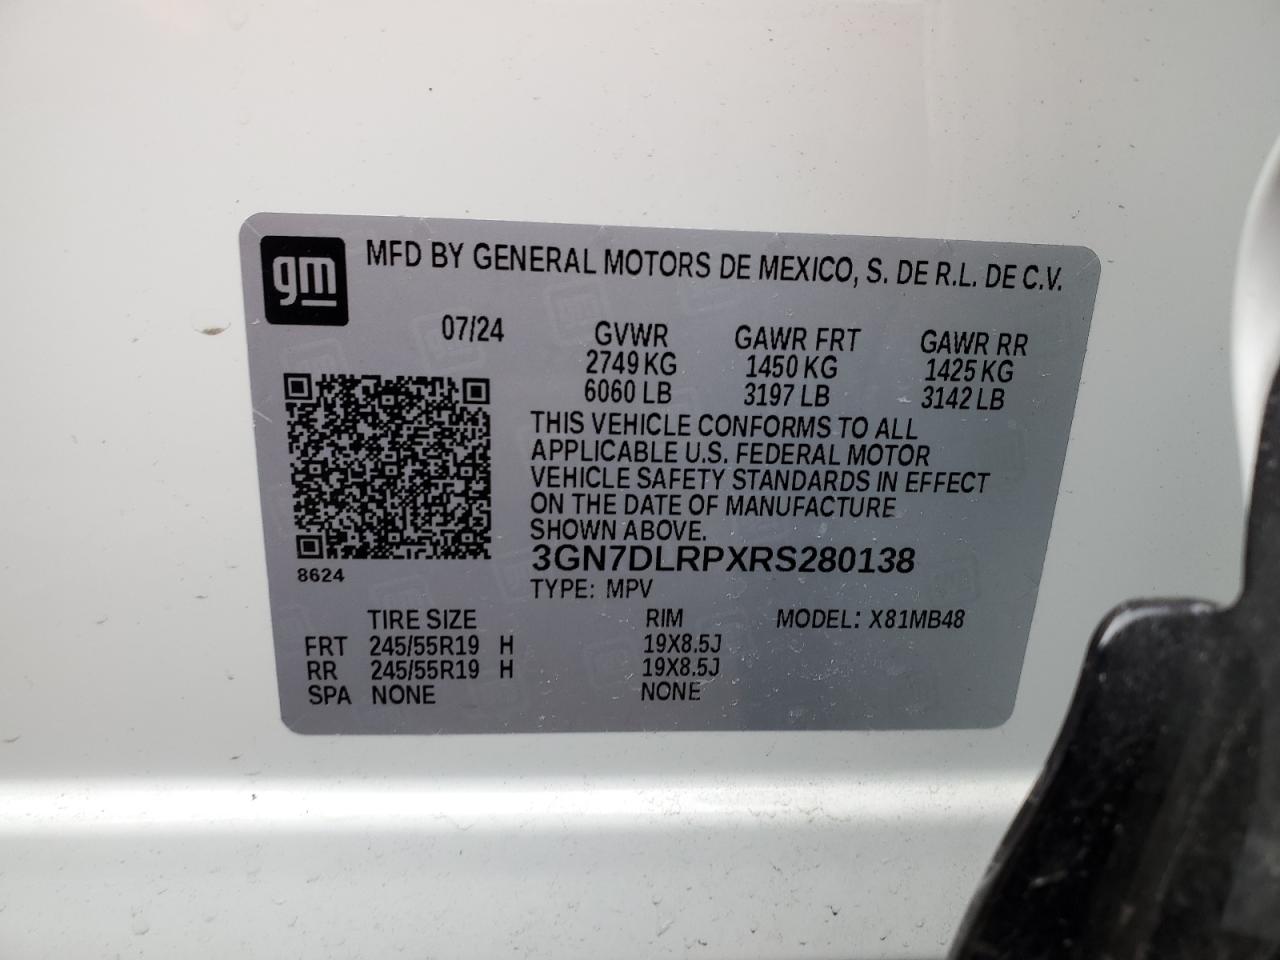 gm MFD BY GENERAL MOTORS DE MEXICO, S. DE R.L. DE C.V.
07/24 GVWR GAWR FRT GAWR RR
2749 KG 1450 KG 1425 KG
6060 LB 3197 LB 3142 LB
THIS VEHICLE CONFORMS TO ALL
APPLICABLE U.S. FEDERAL MOTOR
VEHICLE SAFETY STANDARDS IN EFFECT
ON THE DATE OF MANUFACTURE
SHOWN ABOVE.
3GN7DLRPXRS280138
8624 TYPE: MPV
TIRE SIZE RIM MODEL: X81MB48
FRT 245/55R19 H 19X8.5J
RR 245/55R19 H 19X8.5J
SPA NONE NONE